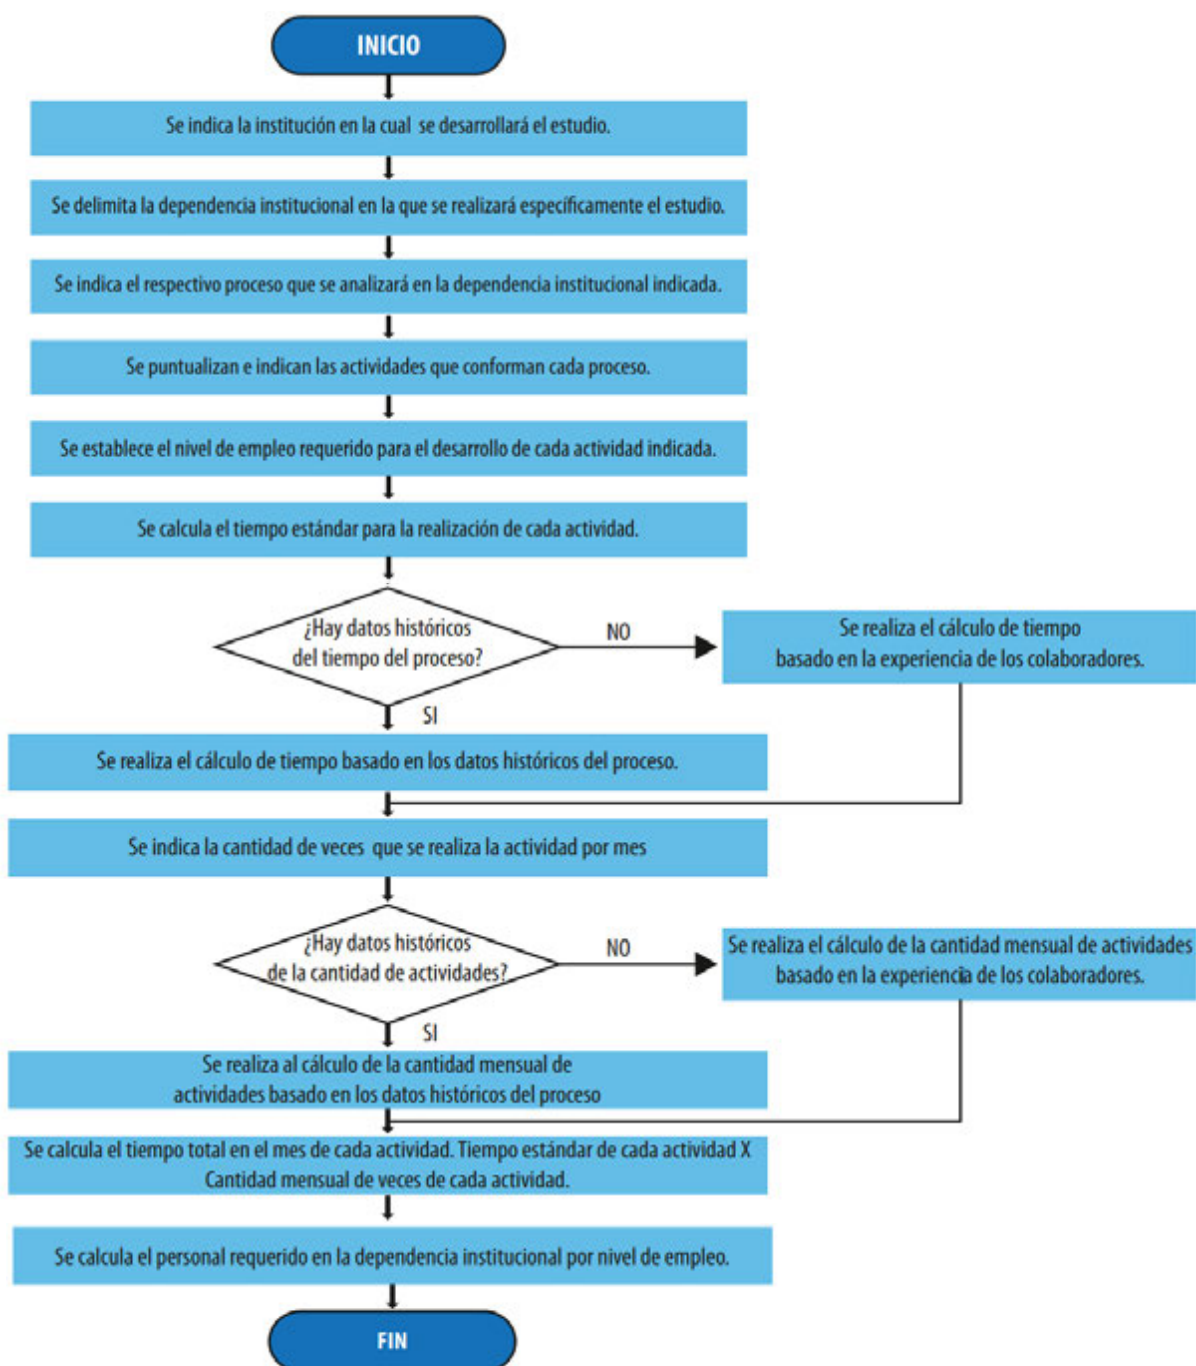 INICIO
Se indica la institución en la cual se desarrollará el estudio.
Se delimita la dependencia institucional en la que se realizará específicamente el estudio.
Se indica el respectivo proceso que se analizará en la dependencia institucional indicada.
Se puntualizan e indican las actividades que conforman cada proceso.
Se establece el nivel de empleo requerido para el desarrollo de cada actividad indicada.
Se calcula el tiempo estándar para la realización de cada actividad.
¿Hay datos históricos
del tiempo del proceso?
NO
Se realiza el cálculo de tiempo
basado en la experiencia de los colaboradores.
SI
Se realiza el cálculo de tiempo basado en los datos históricos del proceso.
Se indica la cantidad de veces que se realiza la actividad por mes
¿Hay datos históricos
de la cantidad de actividades?
NO
Se realiza el cálculo de la cantidad mensual de actividades
basado en la experiencia de los colaboradores.
SI
Se realiza al cálculo de la cantidad mensual de
actividades basado en los datos históricos del proceso
Se calcula el tiempo total en el mes de cada actividad. Tiempo estándar de cada actividad X
Cantidad mensual de veces de cada actividad.
Se calcula el personal requerido en la dependencia institucional por nivel de empleo.
FIN